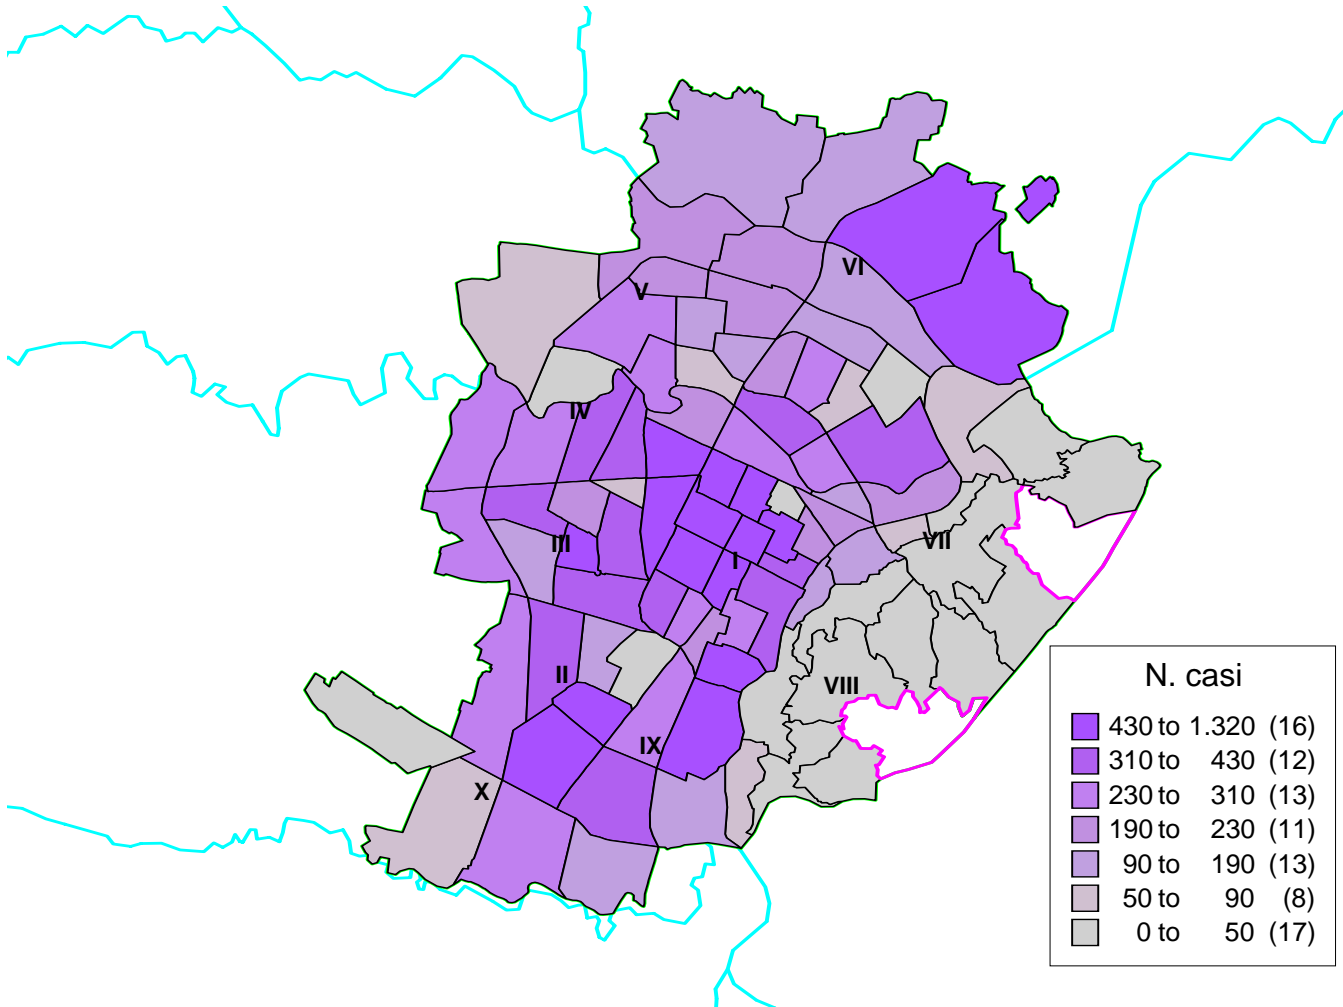 VI
V
IV
III
I
VII
II
VIII
IX
X
N. casi
430 to 1.320 (16)
310 to 430 (12)
230 to 310 (13)
190 to 230 (11)
90 to 190 (13)
50 to 90 (8)
0 to 50 (17)